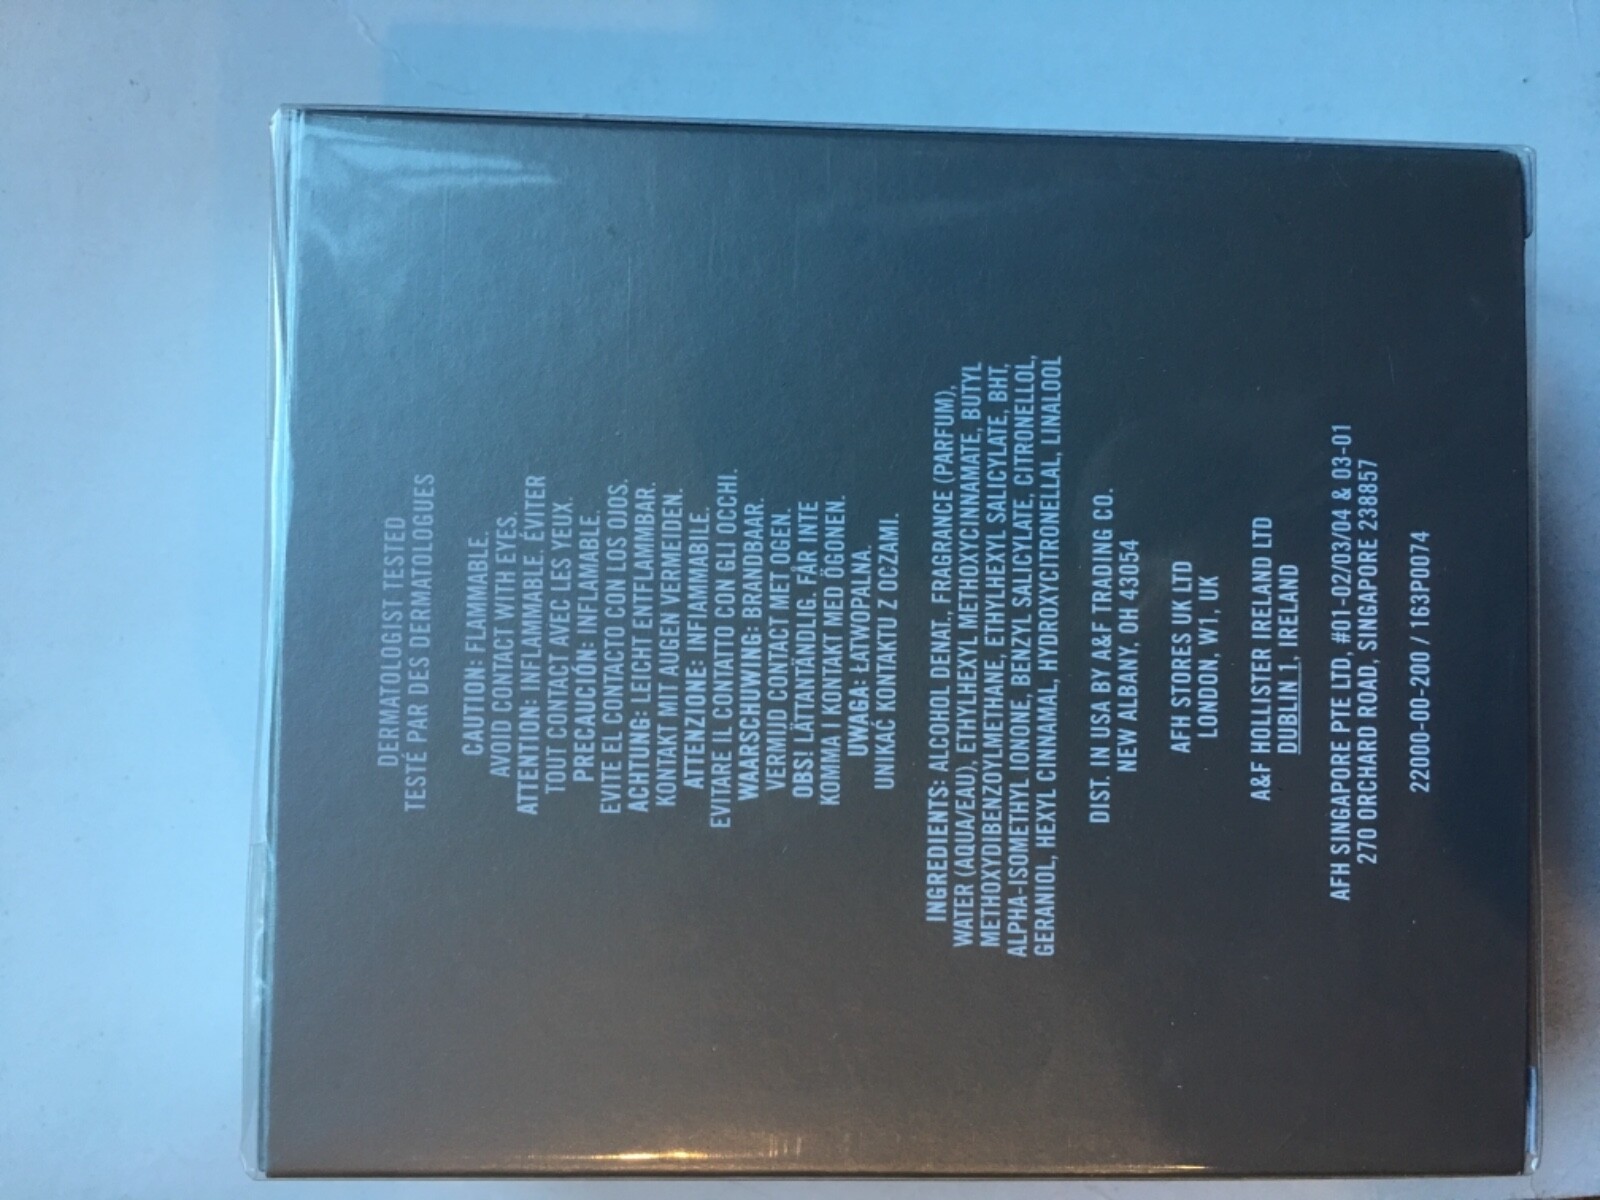 DERMATOLOGIST TESTED
TESTÉ PAR DES DERMATOLOGUES
CAUTION: FLAMMABLE.
AVOID CONTACT WITH EYES.
ATTENTION: INFLAMMABLE. ÉVITER
TOUT CONTACT AVEC LES YEUX.
PRECAUCIÓN: INFLAMABLE.
EVITE EL CONTACTO CON LOS OJOS.
ACHTUNG: LEICHT ENTFLAMMBAR.
KONTAKT MIT AUGEN VERMEIDEN.
ATTENZIONE: INFIAMMABILE.
EVITARE IL CONTATTO CON GLI OCCHI.
WAARSCHUWING: BRANDBAAR.
VERMIJD CONTACT MET OGEN.
OBS! LÄTTANTÄNDLIG. FÅR INTE
KOMMA I KONTAKT MED ÖGONEN.
UWAGA: ŁATWOPALNA.
UNIKAĆ KONTAKTU Z OCZAMI.
INGREDIENTS: ALCOHOL DENAT, FRAGRANCE (PARFUM),
WATER (AQUA/EAU), ETHYLHEXYL METHOXYCINNAMATE, BUTYL
METHOXYDIBENZOYLMETHANE, ETHYLHEXYL SALICYLATE, BHT,
ALPHA-ISOMETHYL IONONE, BENZYL SALICYLATE, CITRONELLOL,
GERANIOL, HEXYL CINNAMAL, HYDROXYCITRONELLAL, LINALOOL
DIST. IN USA BY A&F TRADING CO.
NEW ALBANY, OH 43054
AFH STORES UK LTD
LONDON, W1, UK
A&F HOLLISTER IRELAND LTD
DUBLIN 1, IRELAND
AFH SINGAPORE PTE LTD, #01-02/03/04 & 03-01
270 ORCHARD ROAD, SINGAPORE 238857
22000-00-200 / 163P0074